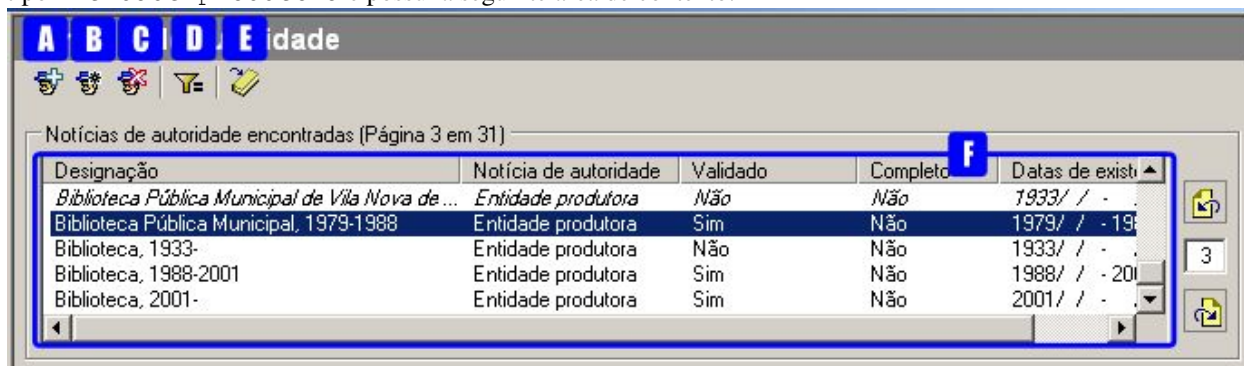 A B C D E idade
Notícias de autoridade encontradas (Página 3 em 31)
F
Designação Notícia de autoridade Validado Completo Datas de existê
Biblioteca Pública Municipal de Vila Nova de ... Entidade produtora Não Não 1933/ / -
Biblioteca Pública Municipal, 1979-1988 Entidade produtora Sim Não 1979/ / - 19
Biblioteca, 1933- Entidade produtora Não Não 1933/ / -
Biblioteca, 1988-2001 Entidade produtora Sim Não 1988/ / - 20
Biblioteca, 2001- Entidade produtora Sim Não 2001/ / -
3